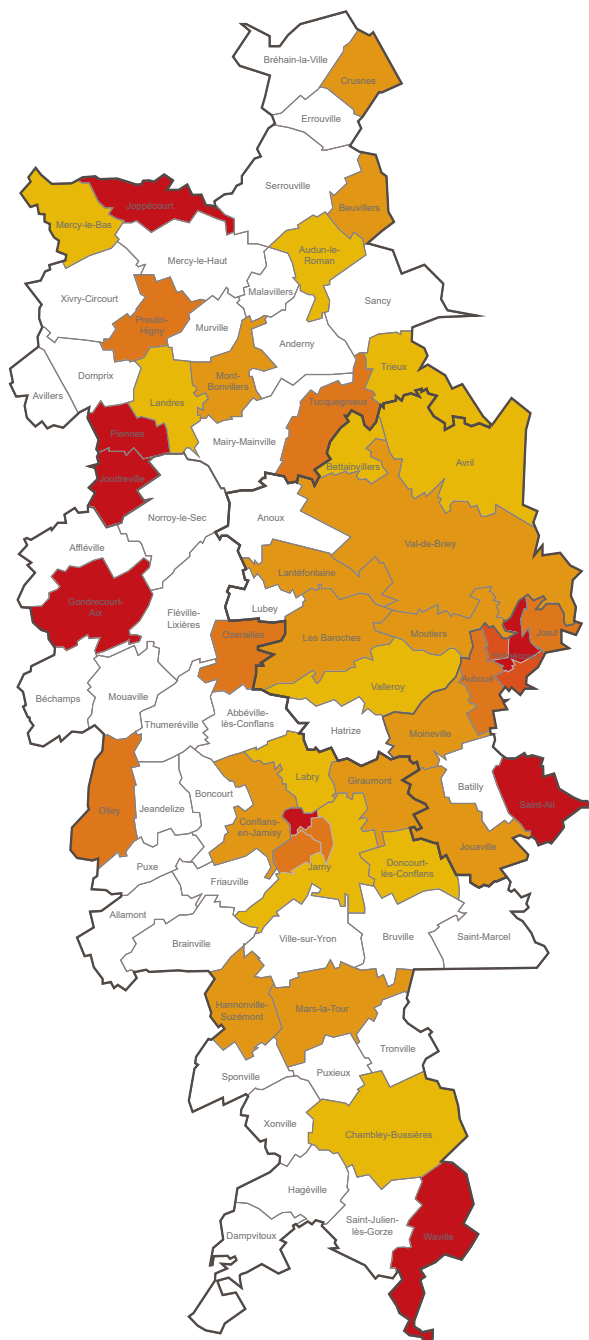 Bréhain-la-Ville
Crusnes
Errouville
Serrouville
Joppécourt
Beuvillers
Mercy-le-Bas
Audun-le-
Roman
Mercy-le-Haut
Malavillers
Xivry-Circourt
Sancy
Preutin-
Higny
Murville
Anderny
Trieux
Domprix
Mont-
Bonvillers
Avillers
Landres
Tucquegnieux
Piennes
Mairy-Mainville
Bettainvillers
Avril
Joudreville
Norroy-le-Sec
Anoux
Val-de-Briey
Affléville
Lantéfontaine
Gondrecourt-
Aix
Fléville-
Lixières
Lubey
Ozerailles
Les Baroches
Moutiers
Jœuf
Auboué
Valleroy
Béchamps
Mouaville
Thumeréville
Abbéville-
lès-Conflans
Hatrize
Moineville
Labry
Giraumont
Batilly
Saint-Ail
Boncourt
Olley
Jeandelize
Conflans-
en-Jarnisy
Jouaville
Puxe
Jarny
Doncourt-
lès-Conflans
Friauville
Allamont
Brainville
Ville-sur-Yron
Bruville
Saint-Marcel
Hannonville-
Suzémont
Mars-la-Tour
Tronville
Sponville
Puxieux
Xonville
Chambley-Bussières
Hagéville
Saint-Julien-
lès-Gorze
Dampvitoux
Waville